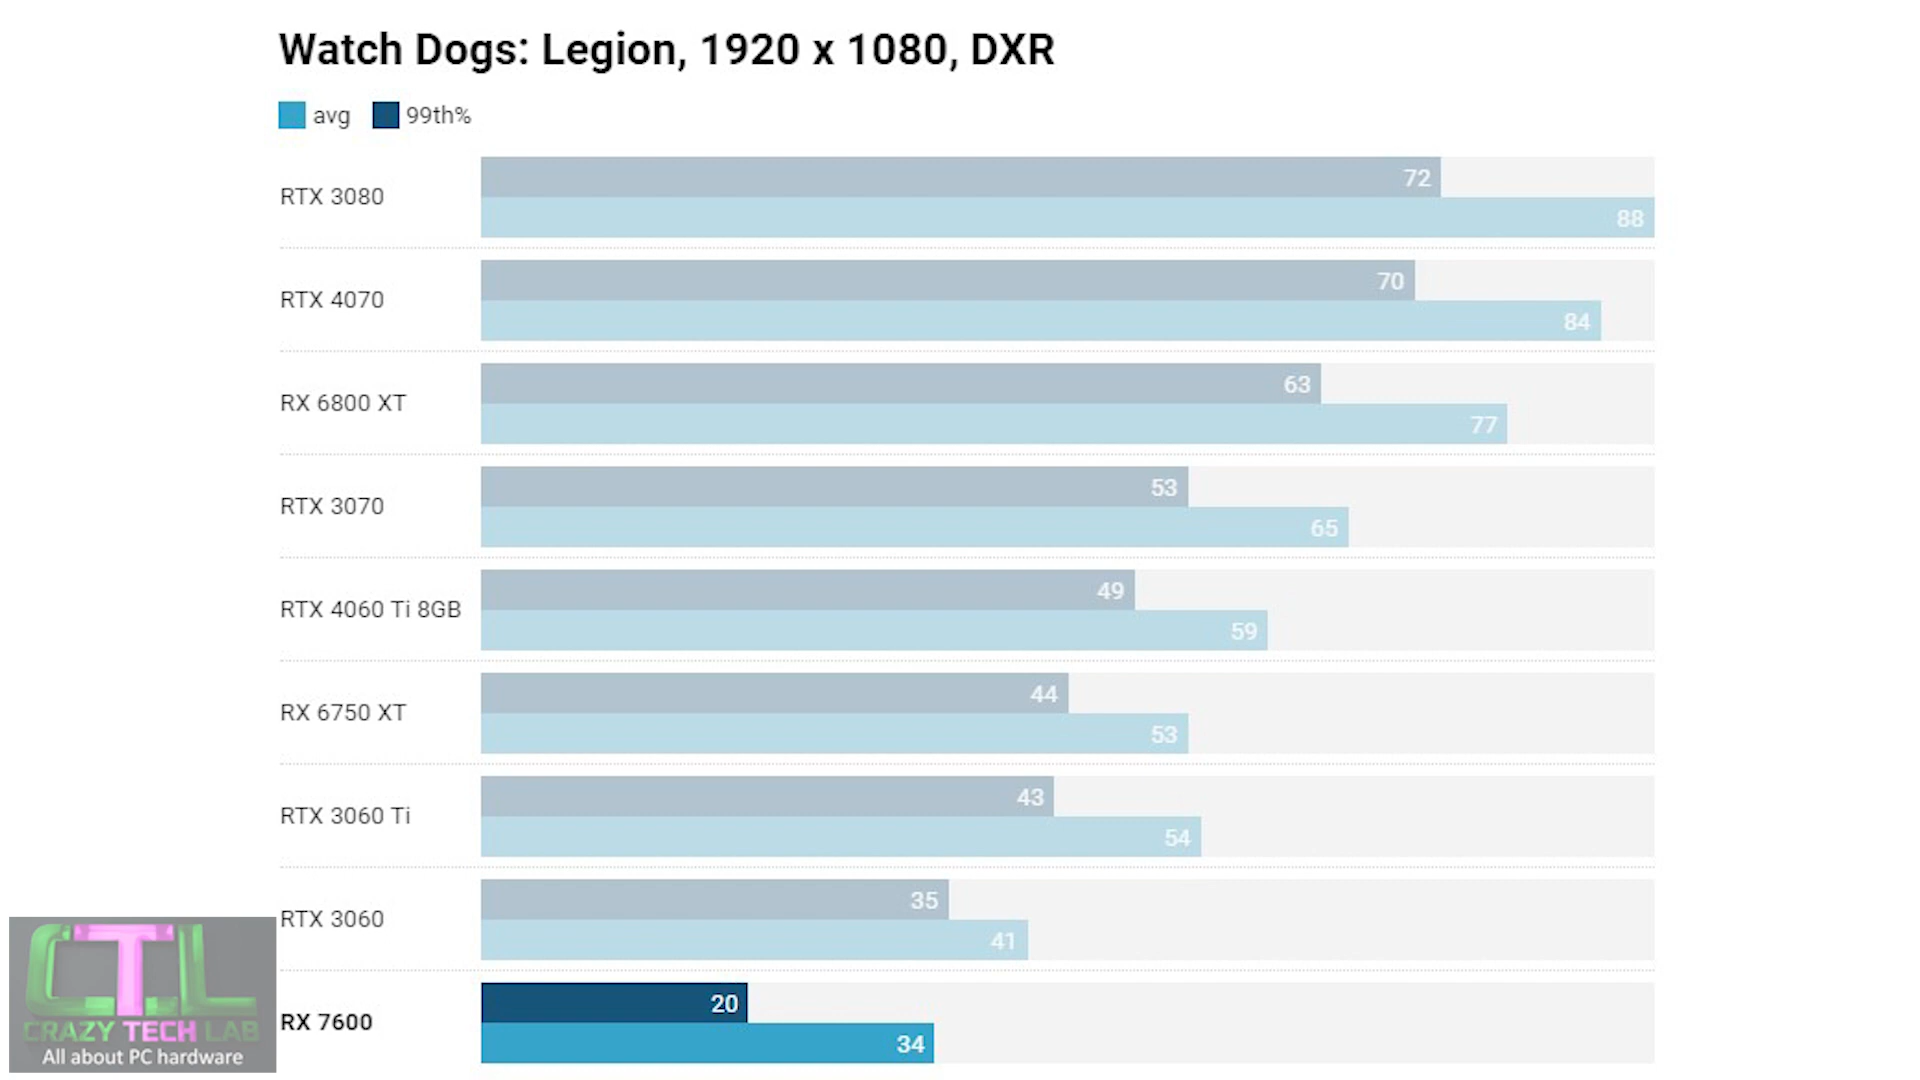 Watch Dogs: Legion, 1920 x 1080, DXR
avg 99th%
72
RTX 3080
88
70
RTX 4070
84
63
RX 6800 XT
77
53
RTX 3070
65
49
RTX 4060 Ti 8GB
59
44
RX 6750 XT
53
43
RTX 3060 Ti
54
35
RTX 3060
41
20
RX 7600
34
CTL
CRAZY TECH LAB
All about PC hardware